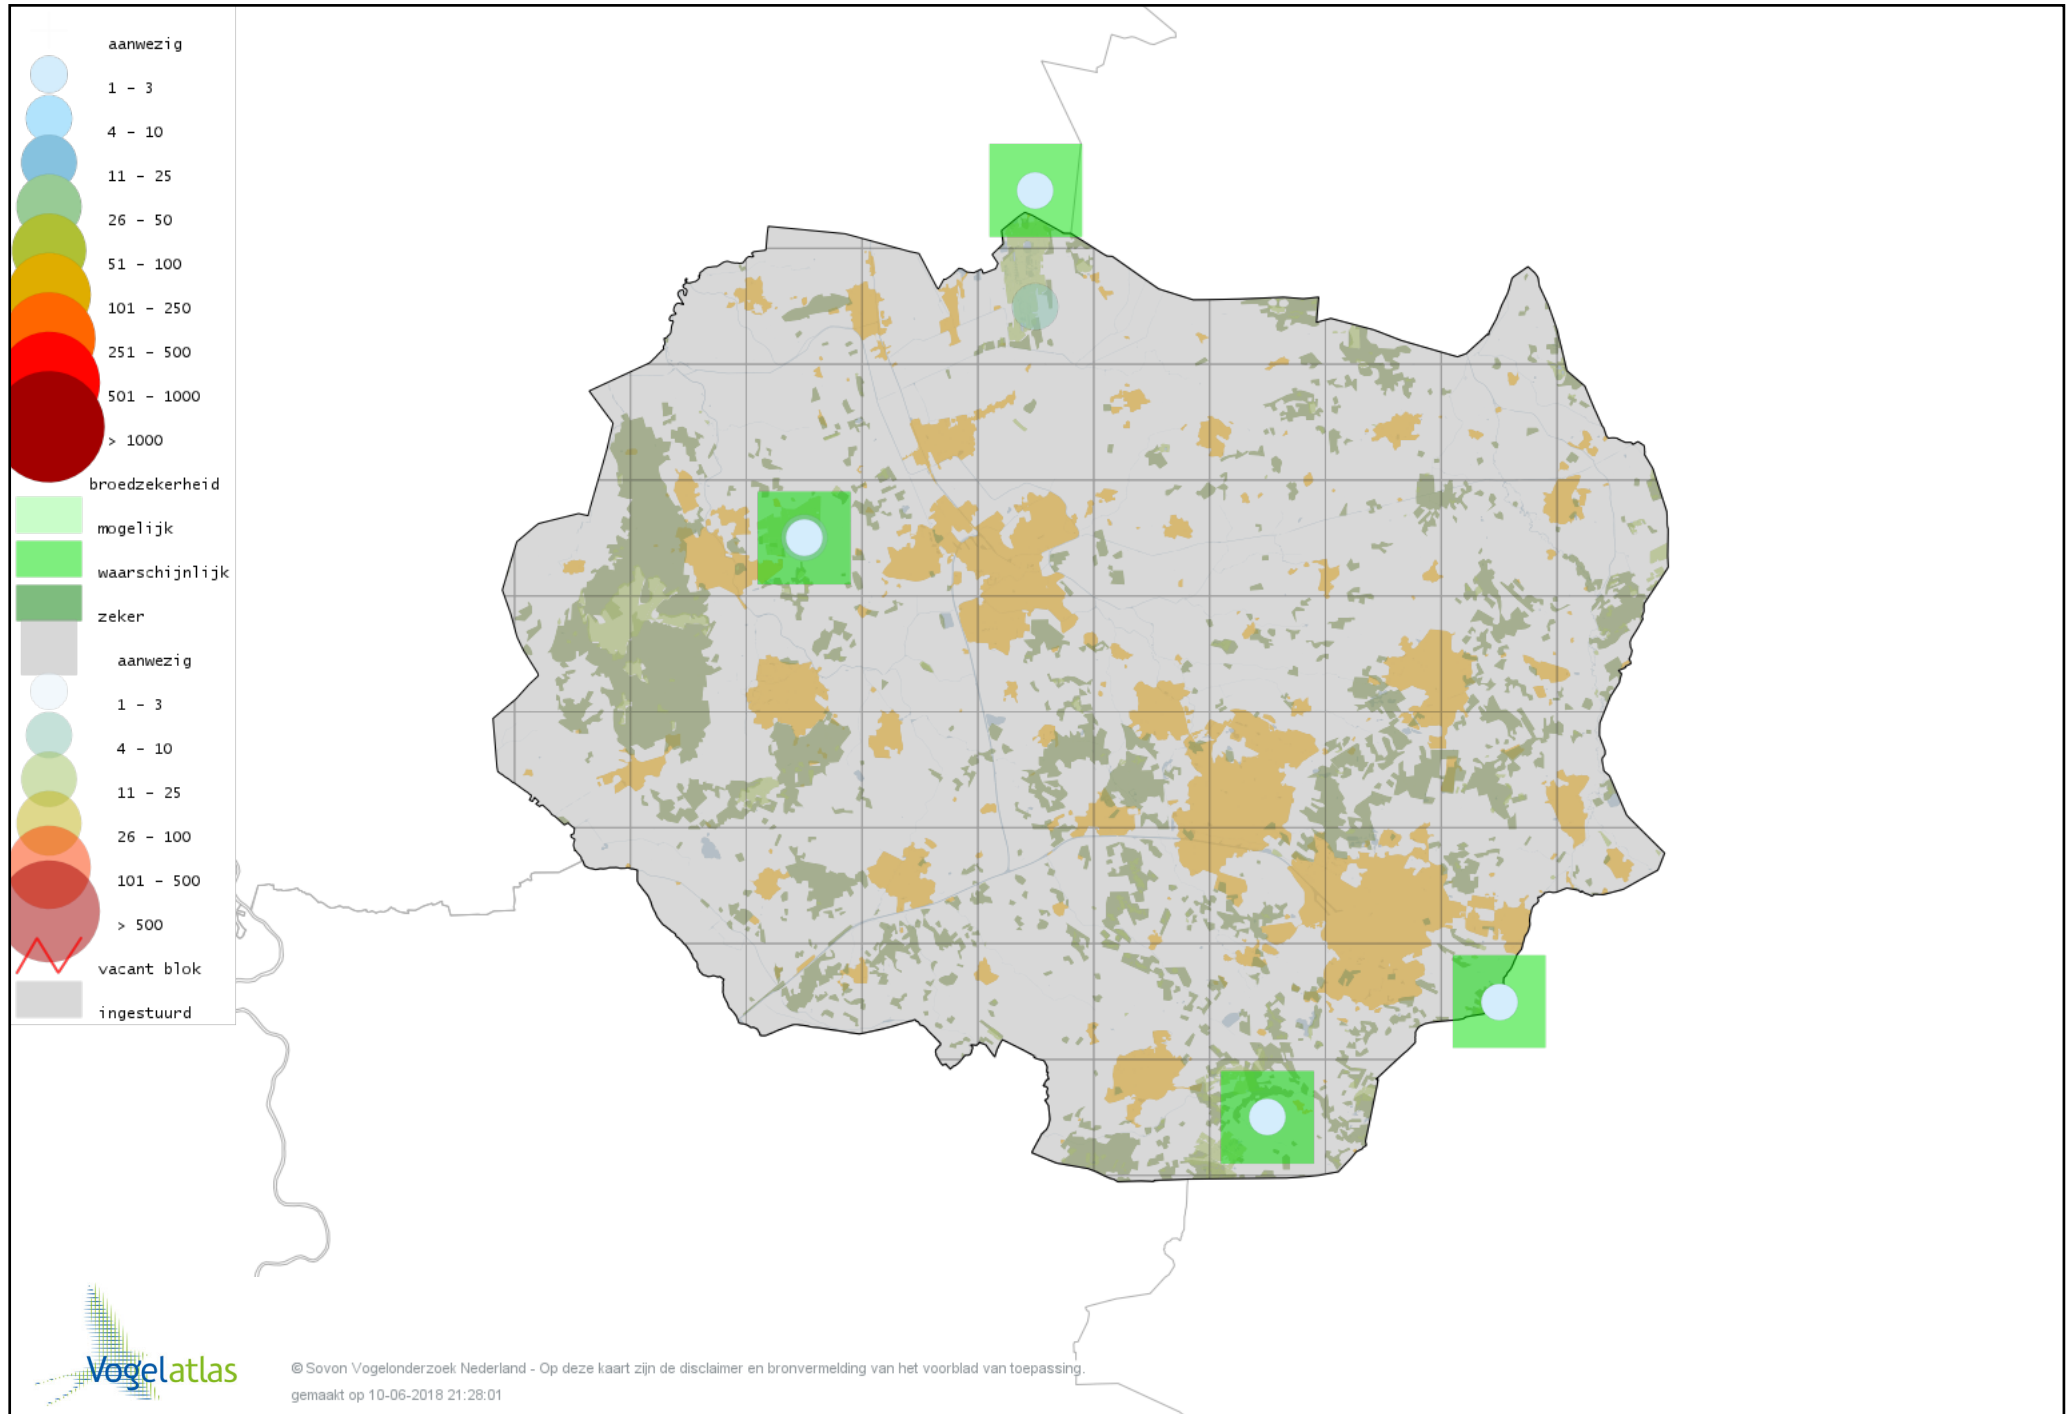 aanwezig
1 - 3
4 - 10
11 - 25
26 - 50
51 - 100
101 - 250
251 - 500
501 - 1000
> 1000
broedzekerheid
mogelijk
waarschijnlijk
zeker
aanwezig
1 - 3
4 - 10
11 - 25
26 - 100
101 - 500
> 500
vacant blok
ingestuurd
Vogelatlas
© Sovon Vogelonderzoek Nederland - Op deze kaart zijn de disclaimer en bronvermelding van het voorblad van toepassing.
gemaakt op 10-06-2018 21:28:01